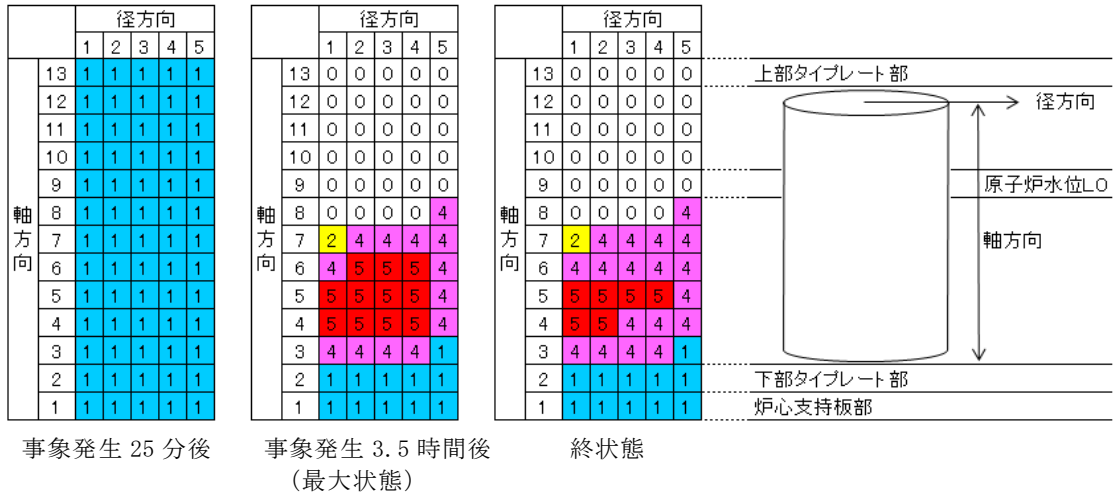 径方向 径方向 径方向
1 2 3 4 5 1 2 3 4 5 1 2 3 4 5
13 1 1 1 1 1 13 0 0 0 0 0 13 0 0 0 0 0 上部タイプレート部
12 1 1 1 1 1 12 0 0 0 0 0 12 0 0 0 0 0 径方向
11 1 1 1 1 1 11 0 0 0 0 0 11 0 0 0 0 0
10 1 1 1 1 1 10 0 0 0 0 0 10 0 0 0 0 0
9 1 1 1 1 1 9 0 0 0 0 0 9 0 0 0 0 0 原子炉水位L0
軸方向 8 1 1 1 1 1 軸方向 8 0 0 0 0 4 軸方向 8 0 0 0 0 4
7 1 1 1 1 1 7 2 4 4 4 4 7 2 4 4 4 4 軸方向
6 1 1 1 1 1 6 4 5 5 5 4 6 4 4 4 4 4
5 1 1 1 1 1 5 5 5 5 5 4 5 5 5 5 5 4
4 1 1 1 1 1 4 5 5 5 5 4 4 5 5 4 4 4
3 1 1 1 1 1 3 4 4 4 4 1 3 4 4 4 4 1
2 1 1 1 1 1 2 1 1 1 1 1 2 1 1 1 1 1 下部タイプレート部
1 1 1 1 1 1 1 1 1 1 1 1 1 1 1 1 1 1 炉心支持板部
事象発生 25 分後 事象発生 3.5 時間後 終状態
(最大状態)